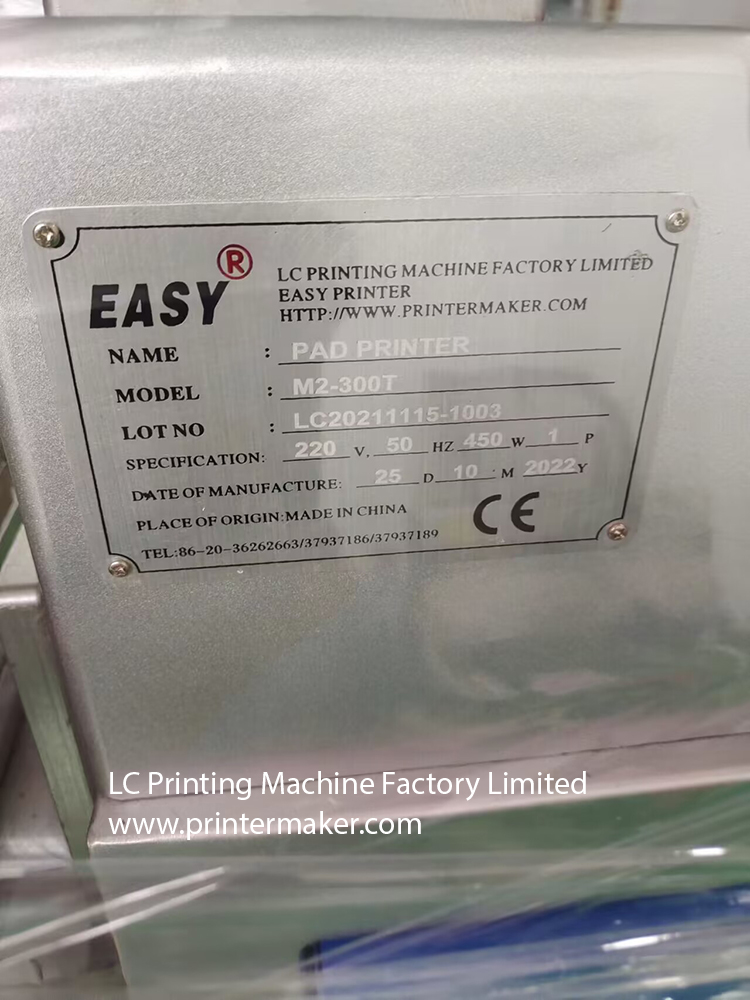 EASY®
LC PRINTING MACHINE FACTORY LIMITED
EASY PRINTER
HTTP://WWW.PRINTERMAKER.COM
NAME : PAD PRINTER
MODEL : M2-300T
LOT NO : LC20211115-1003
SPECIFICATION: 220 V, 50 HZ 450 W 1 P
DATE OF MANUFACTURE: 25 D 10 M 2022 Y
PLACE OF ORIGIN:MADE IN CHINA
CE
TEL:86-20-36262663/37937186/37937189
LC Printing Machine Factory Limited
www.printermaker.com